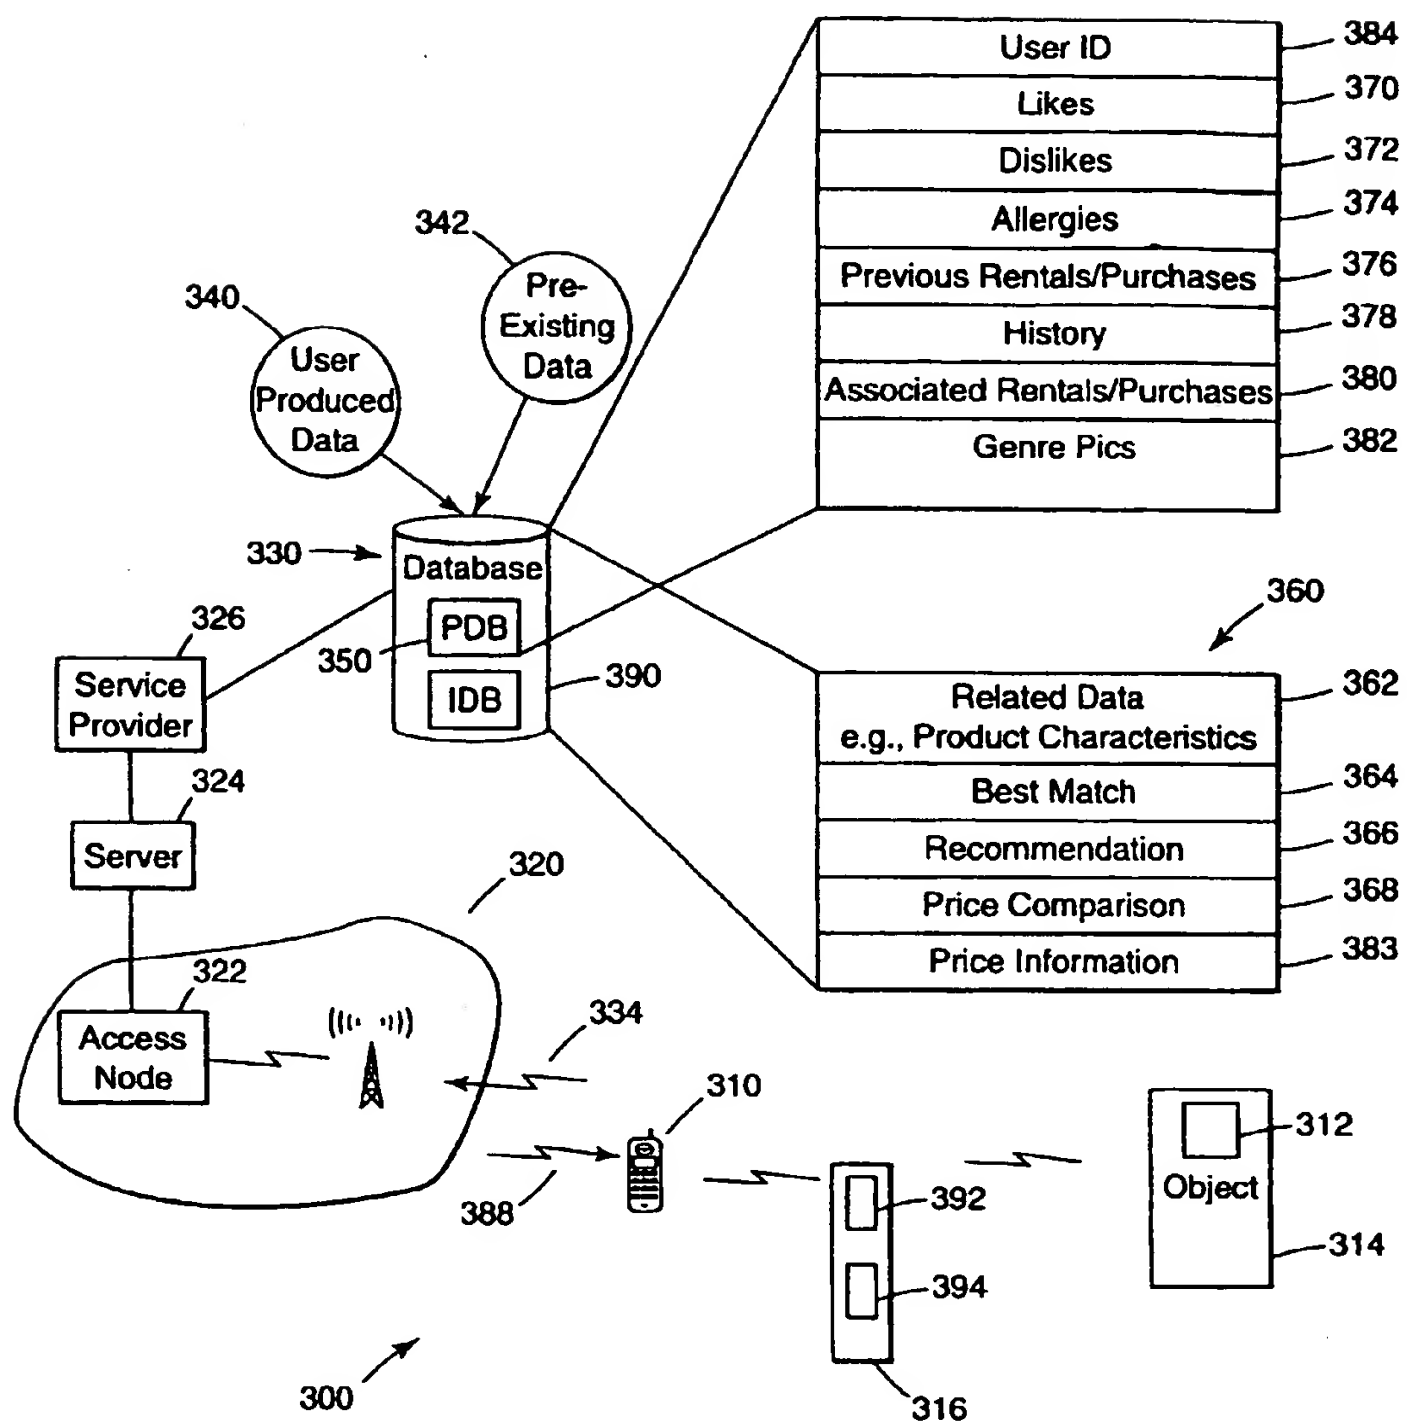 User ID
384
Likes
370
Dislikes
372
Allergies
374
Previous Rentals/Purchases
376
History
378
Associated Rentals/Purchases
380
Genre Pics
382
342
Pre-
Existing
Data
340
User
Produced
Data
330
Database
PDB
350
IDB
390
326
Service
Provider
324
Server
360
Related Data
e.g., Product Characteristics
362
Best Match
364
Recommendation
366
Price Comparison
368
Price Information
383
320
322
Access
Node
334
388
310
392
394
316
312
Object
314
300